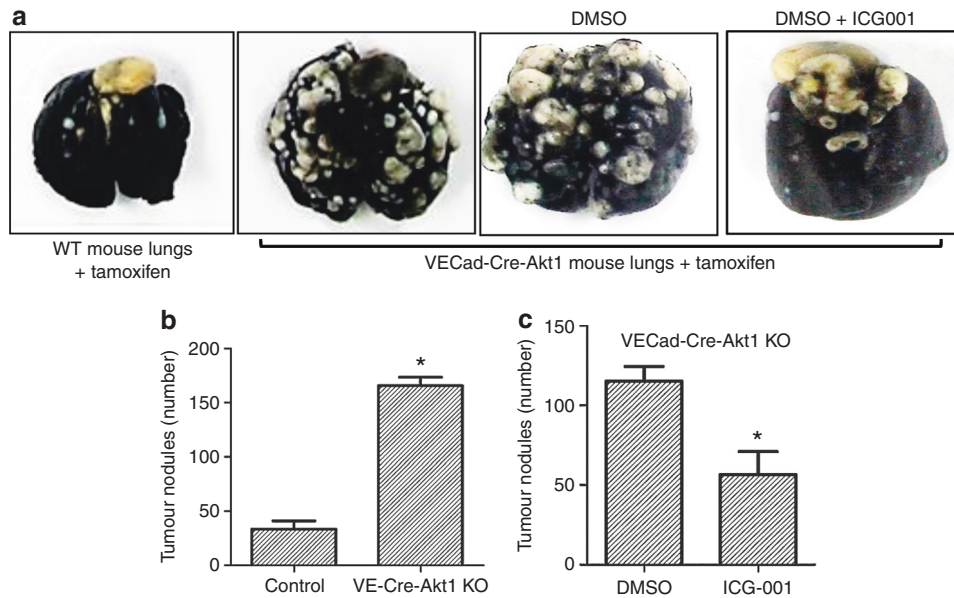 a
DMSO
DMSO + ICG001
WT mouse lungs
+ tamoxifen
VECad-Cre-Akt1 mouse lungs + tamoxifen
b
Tumour nodules (number)
200
150
100
50
0
*
Control
VE-Cre-Akt1 KO
c
Tumour nodules (number)
150
100
50
0
VECad-Cre-Akt1 KO
*
DMSO
ICG-001